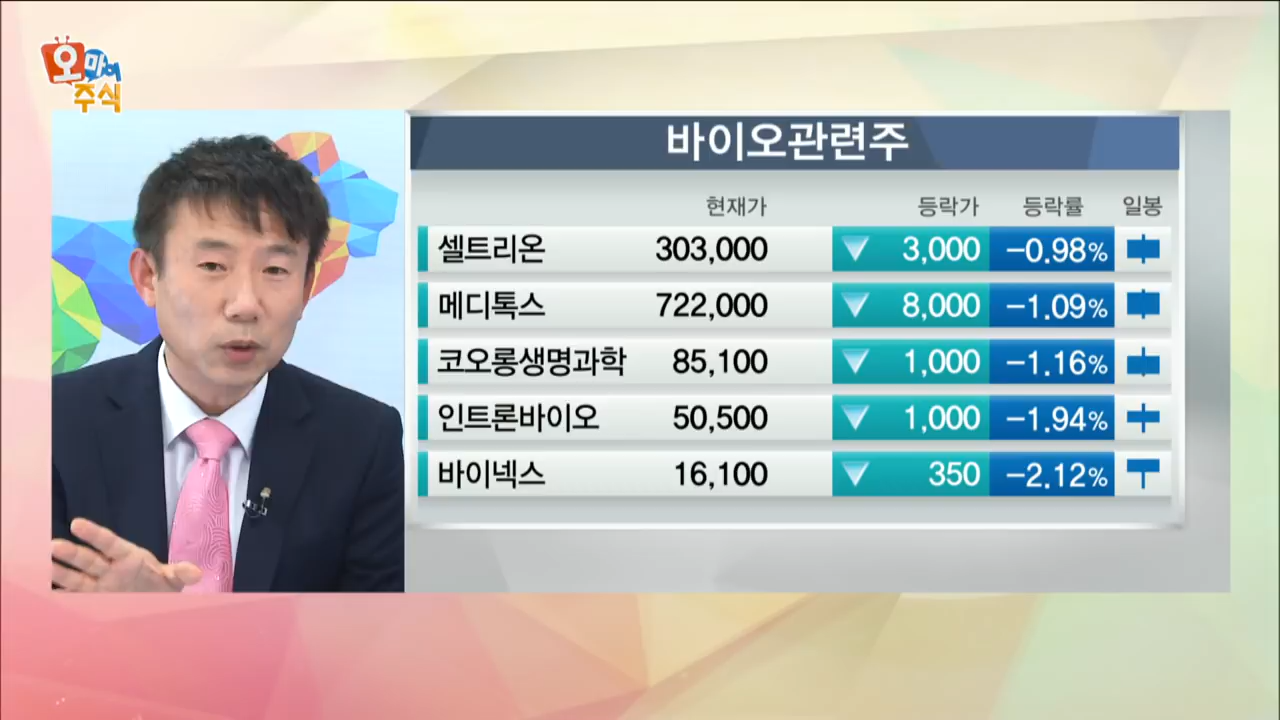 오마이
주식
바이오관련주
현재가 등락가 등락률 일봉
셀트리온 303,000 ▼ 3,000 -0.98%
메디톡스 722,000 ▼ 8,000 -1.09%
코오롱생명과학 85,100 ▼ 1,000 -1.16%
인트론바이오 50,500 ▼ 1,000 -1.94%
바이넥스 16,100 ▼ 350 -2.12%